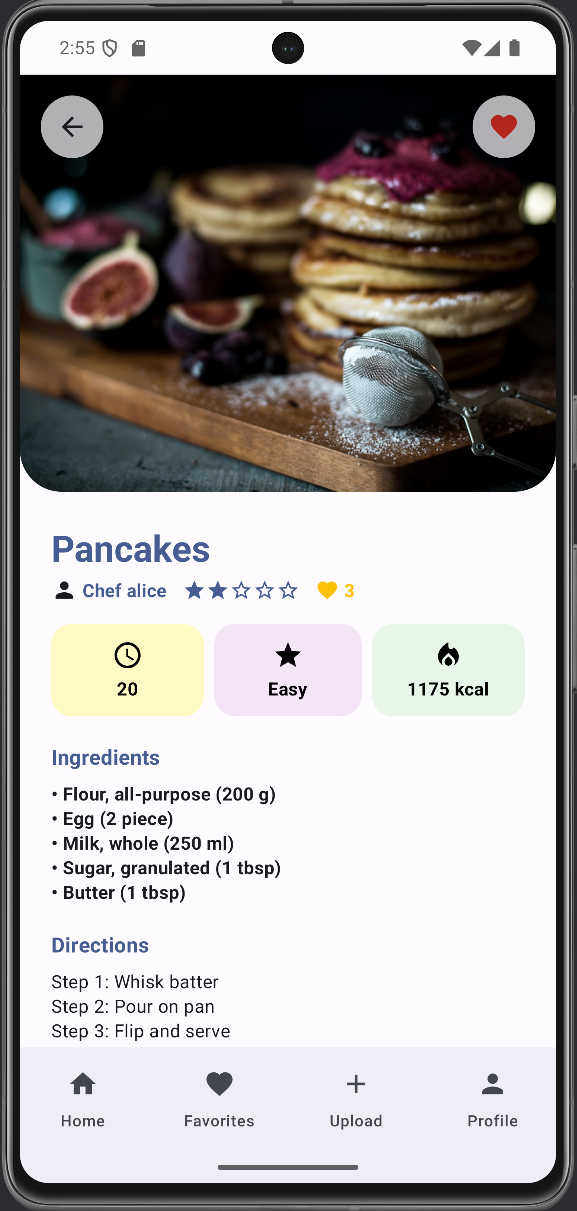 2:55
Pancakes
Chef alice 3
20 Easy 1175 kcal
Ingredients
• Flour, all-purpose (200 g)
• Egg (2 piece)
• Milk, whole (250 ml)
• Sugar, granulated (1 tbsp)
• Butter (1 tbsp)
Directions
Step 1: Whisk batter
Step 2: Pour on pan
Step 3: Flip and serve
Home Favorites Upload Profile